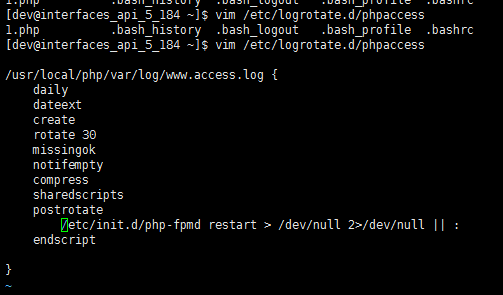 1.php          .bash_history  .bash_logout  .bash_profile  .bashrc
[dev@interfaces_api_5_184 ~]$ vim /etc/logrotate.d/phpaccess
1.php          .bash_history  .bash_logout  .bash_profile  .bashrc
[dev@interfaces_api_5_184 ~]$ vim /etc/logrotate.d/phpaccess

/usr/local/php/var/log/www.access.log {
    daily
    dateext
    create
    rotate 30
    missingok
    notifempty
    compress
    sharedscripts
    postrotate
        /etc/init.d/php-fpmd restart > /dev/null 2>/dev/null || :
    endscript

}
~